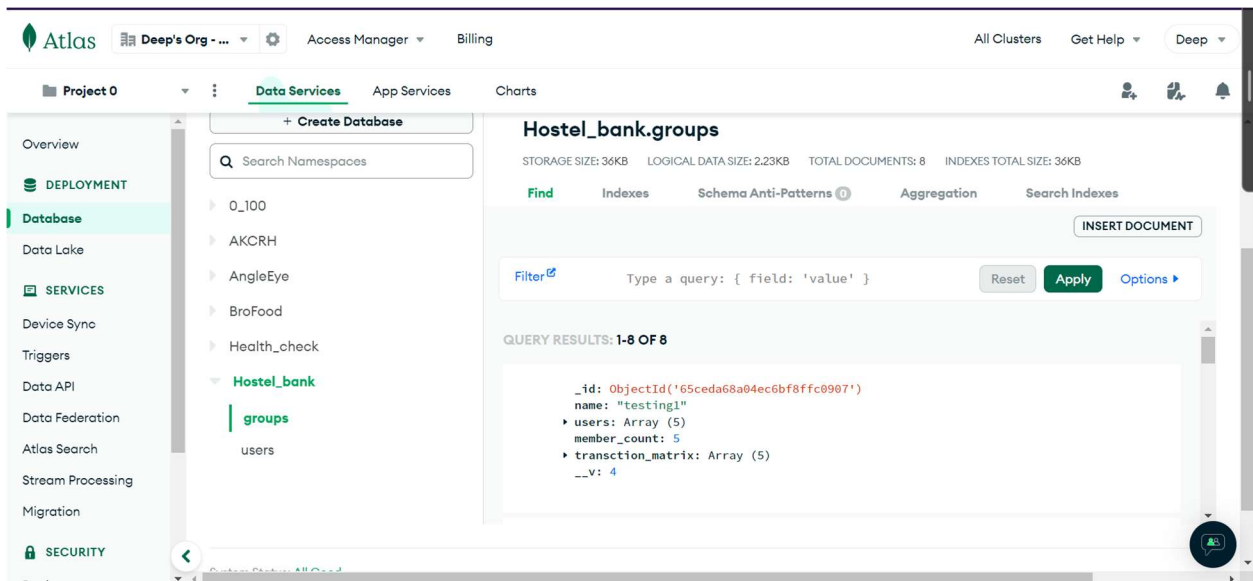 Atlas Deep's Org - ... Access Manager Billing All Clusters Get Help Deep
Project 0 Data Services App Services Charts
Overview
DEPLOYMENT
Database
Data Lake
SERVICES
Device Sync
Triggers
Data API
Data Federation
Atlas Search
Stream Processing
Migration
SECURITY
+ Create Database
Search Namespaces
0_100
AKCRH
AngleEye
BroFood
Health_check
Hostel_bank
groups
users
Hostel_bank.groups
STORAGE SIZE: 36KB LOGICAL DATA SIZE: 2.23KB TOTAL DOCUMENTS: 8 INDEXES TOTAL SIZE: 36KB
Find Indexes Schema Anti-Patterns 0 Aggregation Search Indexes
INSERT DOCUMENT
Filter Type a query: { field: 'value' } Reset Apply Options
QUERY RESULTS: 1-8 OF 8
_id: ObjectId('65ceda68a04ec6bf8ffc0907')
name: "testing1"
users: Array (5)
member_count: 5
transction_matrix: Array (5)
__v: 4
System Status: All Good